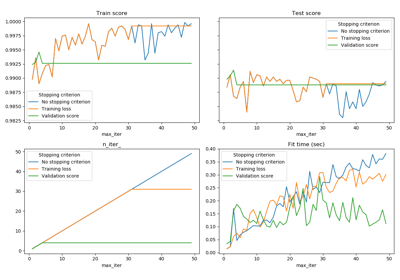 Train score
Test score
1.0000
0.9975
0.9950
0.9925
0.9900
0.9875
0.9850
0.9825
Stopping criterion
No stopping criterion
Training loss
Validation score
Stopping criterion
No stopping criterion
Training loss
Validation score
0 10 20 30 40 50
max_iter
0 10 20 30 40 50
max_iter
n_iter_
Fit time (sec)
50
40
30
20
10
0
Stopping criterion
No stopping criterion
Training loss
Validation score
0.40
0.35
0.30
0.25
0.20
0.15
0.10
0.05
0.00
Stopping criterion
No stopping criterion
Training loss
Validation score
0 10 20 30 40 50
max_iter
0 10 20 30 40 50
max_iter